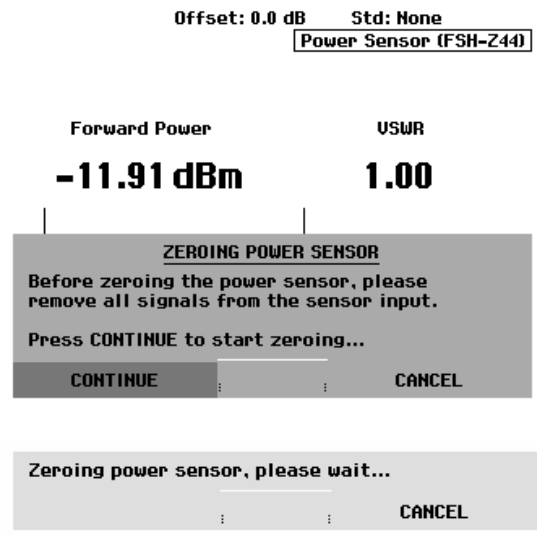 Offset: 0.0 dB Std: None
Power Sensor (FSH-Z44)
Forward Power VSWR
-11.91 dBm 1.00
ZEROING POWER SENSOR
Before zeroing the power sensor, please
remove all signals from the sensor input.
Press CONTINUE to start zeroing...
CONTINUE CANCEL
Zeroing power sensor, please wait...
CANCEL